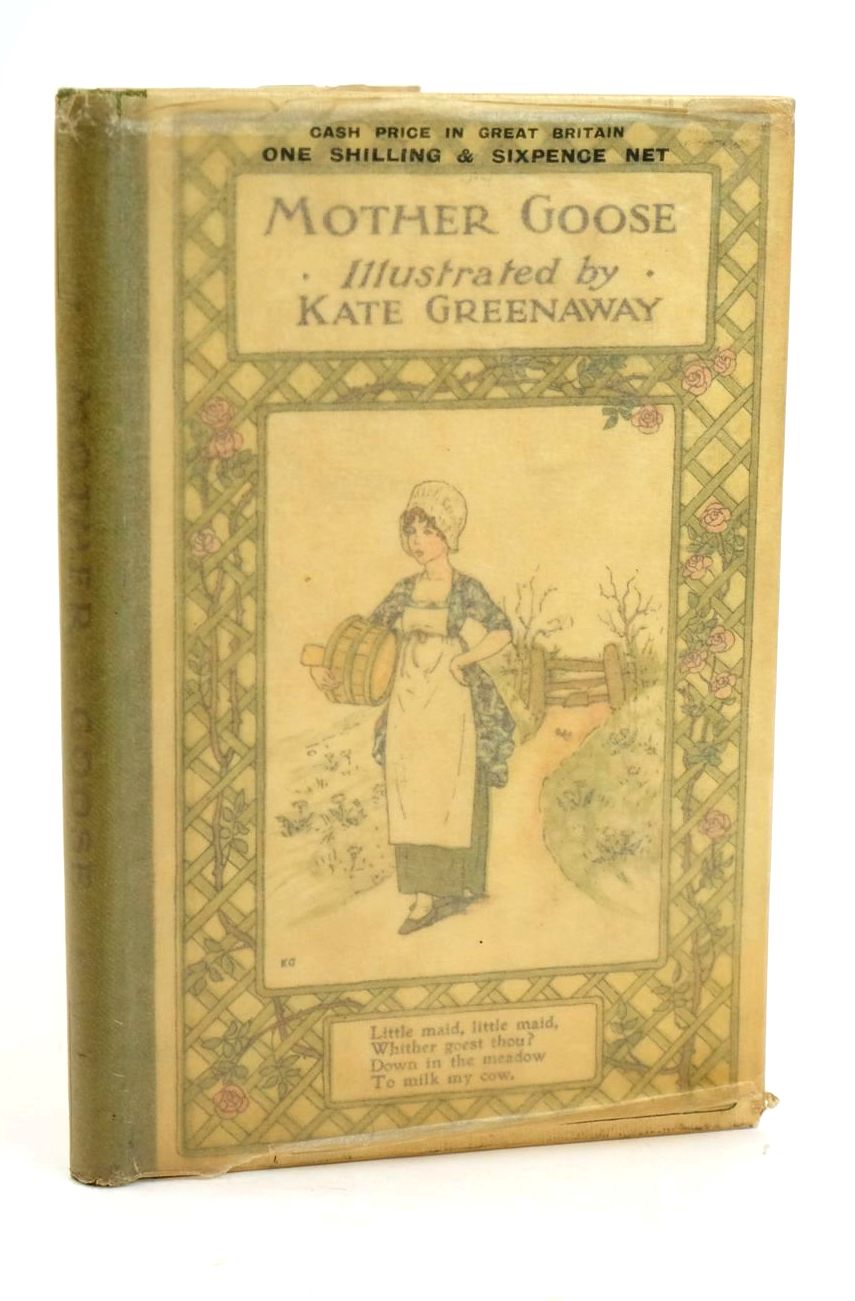 CASH PRICE IN GREAT BRITAIN
ONE SHILLING & SIXPENCE NET
MOTHER GOOSE
· Illustrated by ·
KATE GREENAWAY
MOTHER GOOSE
KG
Little maid, little maid,
Whither goest thou?
Down in the meadow
To milk my cow.